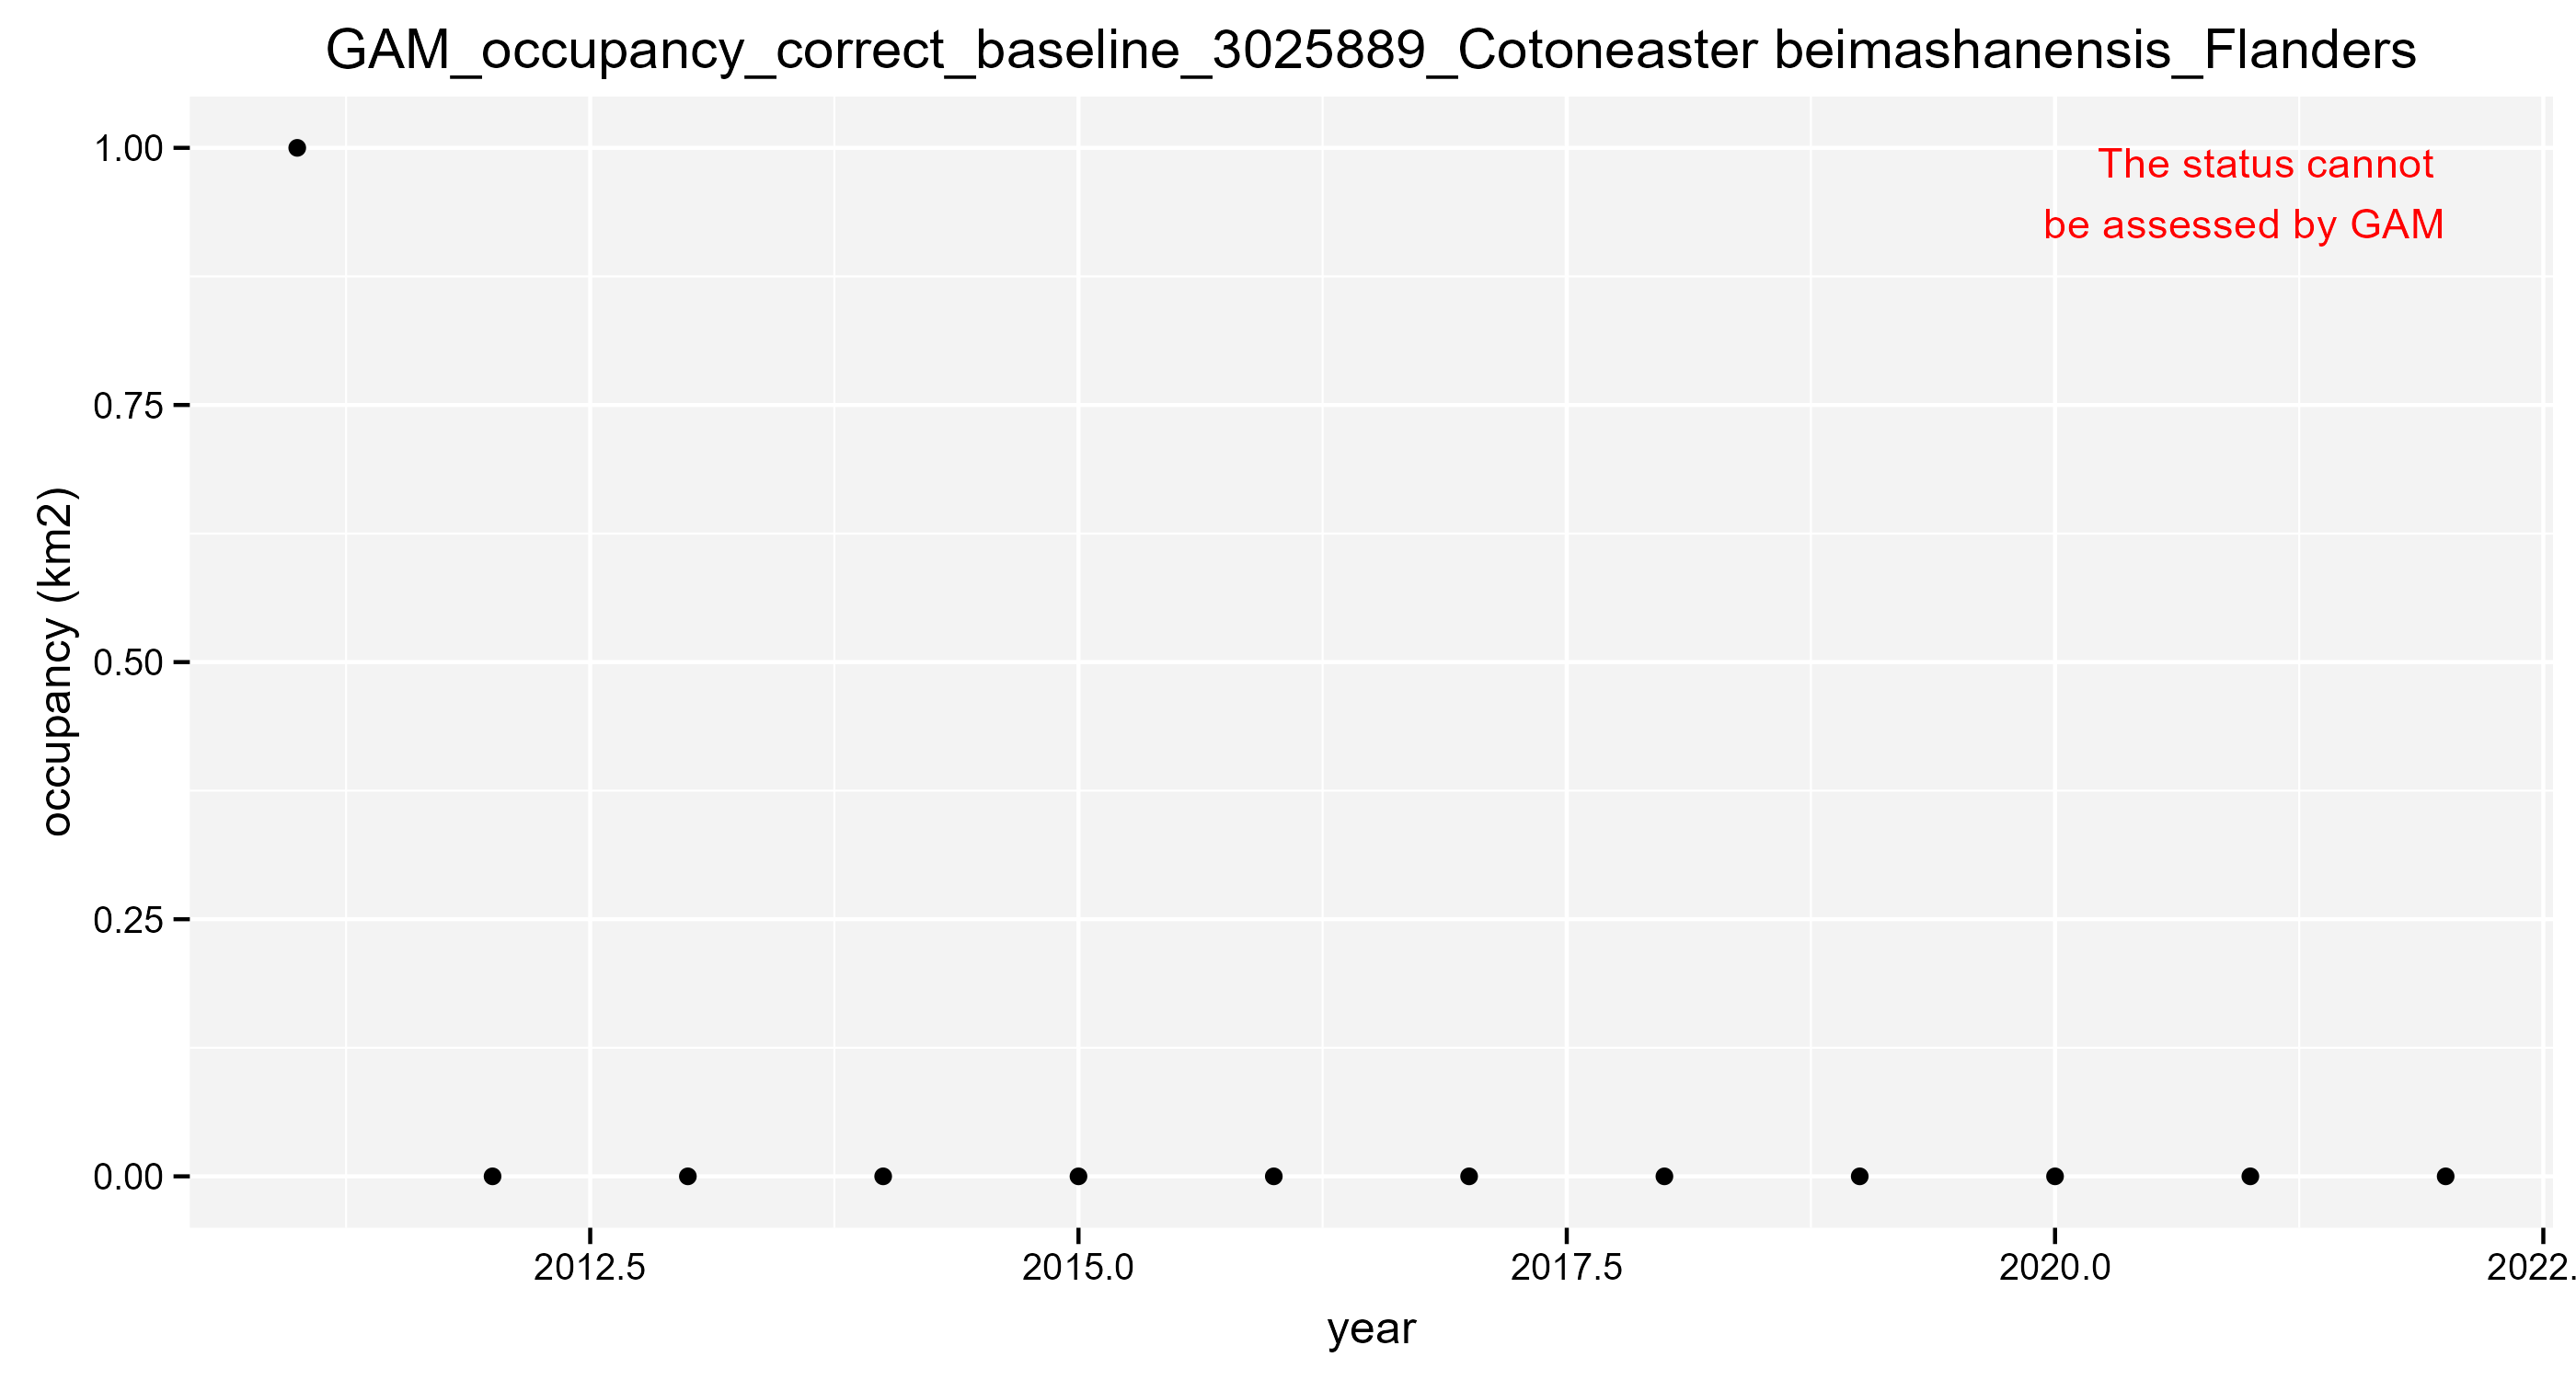 GAM_occupancy_correct_baseline_3025889_Cotoneaster beimashanensis_Flanders
The status cannot
be assessed by GAM
1.00
0.75
0.50
0.25
0.00
occupancy (km2)
2012.5 2015.0 2017.5 2020.0 2022.
year